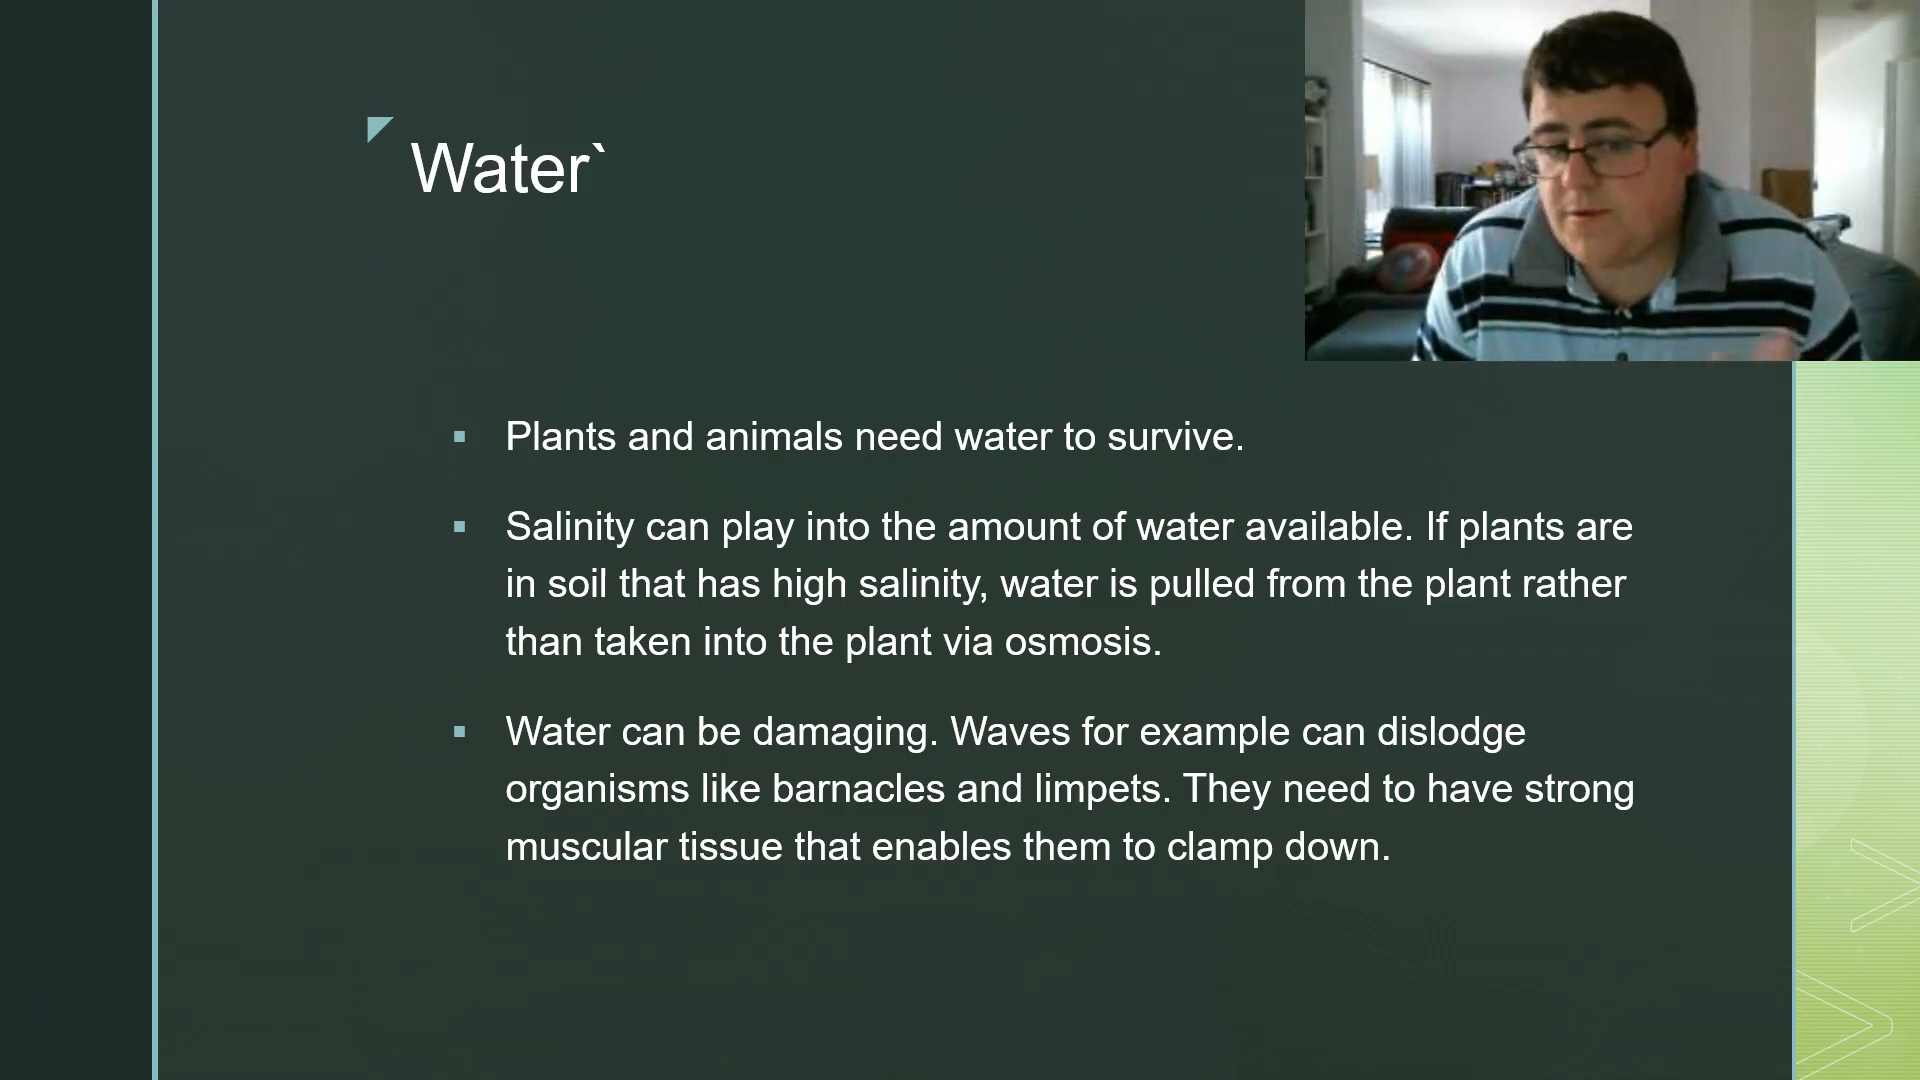 Water`
Plants and animals need water to survive.
Salinity can play into the amount of water available. If plants are
in soil that has high salinity, water is pulled from the plant rather
than taken into the plant via osmosis.
Water can be damaging. Waves for example can dislodge
organisms like barnacles and limpets. They need to have strong
muscular tissue that enables them to clamp down.